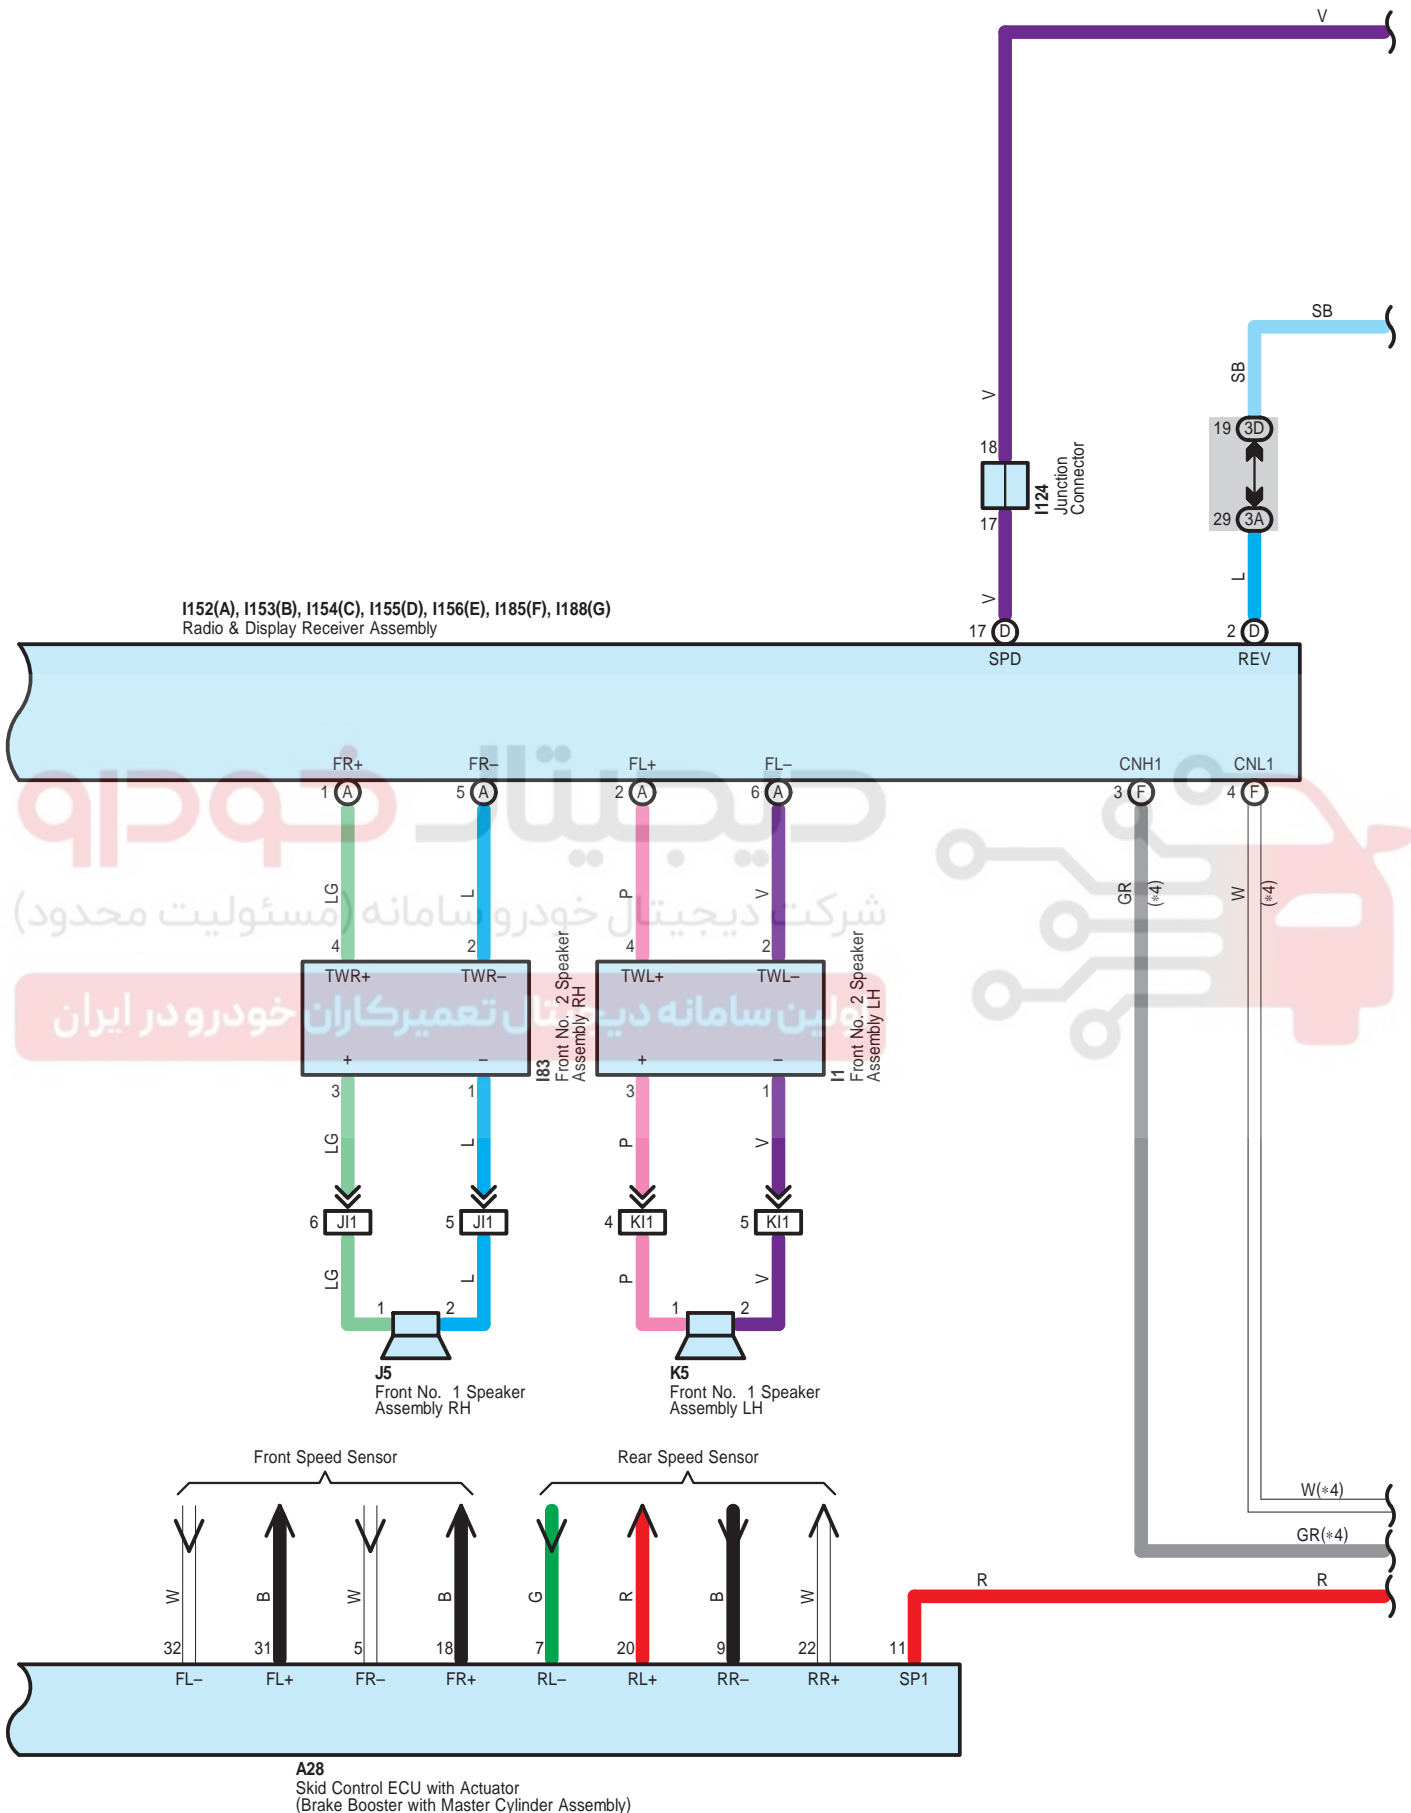 V
SB
SB
V
19 3D
18
I124
Junction
Connector
17
29 3A
L
V
I152(A), I153(B), I154(C), I155(D), I156(E), I185(F), I188(G)
Radio & Display Receiver Assembly
17 D
2 D
SPD
REV
FR+
FR–
FL+
FL–
CNH1
CNL1
1 A
5 A
2 A
6 A
3 F
4 F
دیجیتال خودرو
LG
L
P
V
GR
(*4)
W
(*4)
شرکت دیجیتال خودرو سامانه (مسئولیت محدود)
4
2
4
2
TWR+
TWR–
TWL+
TWL–
I83
Front No. 2 Speaker
Assembly RH
I1
Front No. 2 Speaker
Assembly LH
اولین سامانه دیجیتال تعمیرکاران خودرو در ایران
+
–
+
–
3
1
3
1
LG
L
P
V
6 JI1
5 JI1
4 KI1
5 KI1
LG
L
P
V
1
2
1
2
J5
Front No. 1 Speaker
Assembly RH
K5
Front No. 1 Speaker
Assembly LH
Front Speed Sensor
Rear Speed Sensor
W(*4)
GR(*4)
R
R
W
B
W
B
G
R
B
W
32
31
5
18
7
20
9
22
11
FL–
FL+
FR–
FR+
RL–
RL+
RR–
RR+
SP1
A28
Skid Control ECU with Actuator
(Brake Booster with Master Cylinder Assembly)